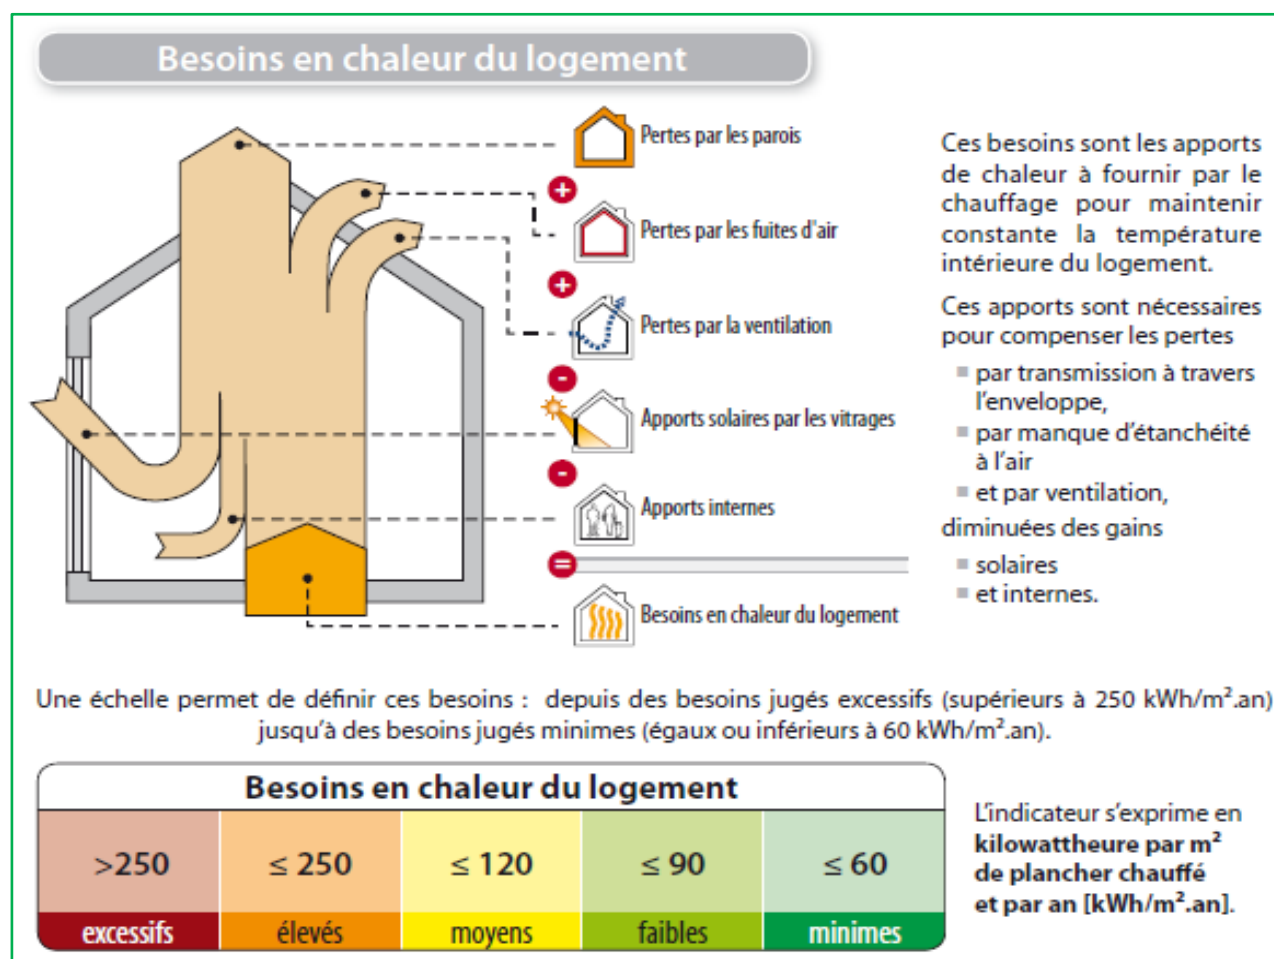 Besoins en chaleur du logement
Pertes par les parois
+
Pertes par les fuites d'air
+
Pertes par la ventilation
-
Apports solaires par les vitrages
-
Apports internes
=
Besoins en chaleur du logement
Ces besoins sont les apports
de chaleur à fournir par le
chauffage pour maintenir
constante la température
intérieure du logement.
Ces apports sont nécessaires
pour compenser les pertes
par transmission à travers
l'enveloppe,
par manque d'étanchéité
à l'air
et par ventilation,
diminuées des gains
solaires
et internes.
Une échelle permet de définir ces besoins : depuis des besoins jugés excessifs (supérieurs à 250 kWh/m².an)
jusqu'à des besoins jugés minimes (égaux ou inférieurs à 60 kWh/m².an).
Besoins en chaleur du logement
>250 ≤ 250 ≤ 120 ≤ 90 ≤ 60
excessifs élevés moyens faibles minimes
L'indicateur s'exprime en
kilowattheure par m²
de plancher chauffé
et par an [kWh/m².an].